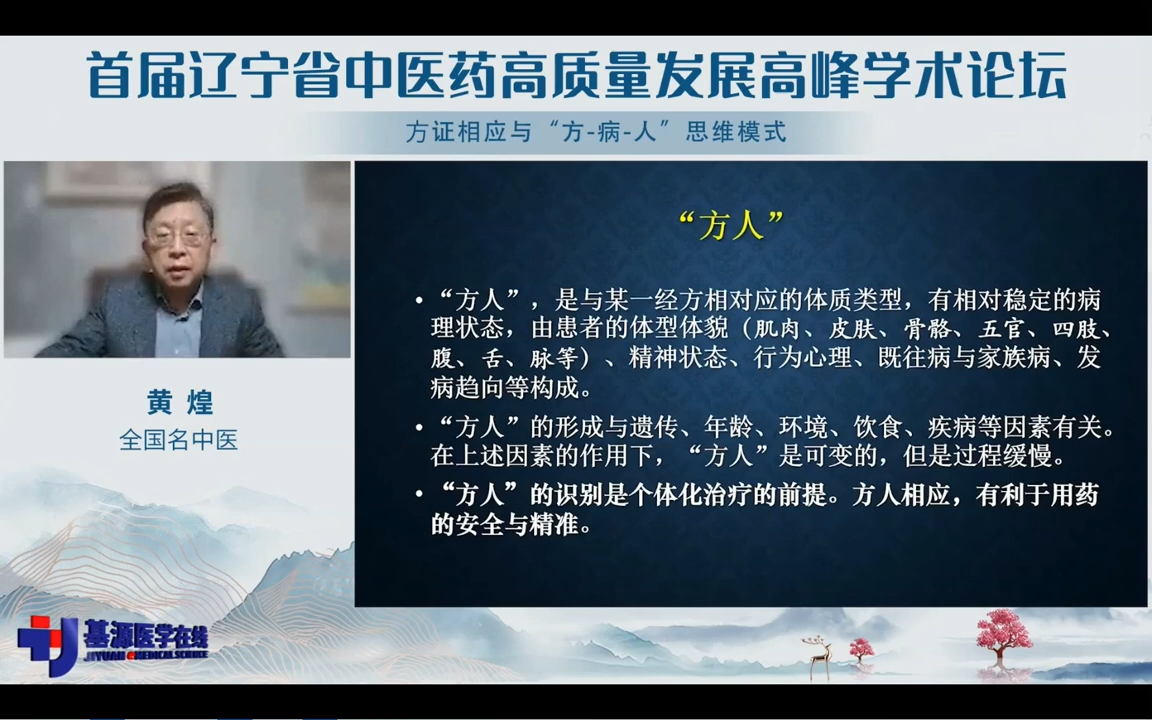 首届辽宁省中医药高质量发展高峰学术论坛
方证相应与“方-病-人”思维模式
黄 煌
全国名中医
基源医学在线
“方人”
• “方人”，是与某一经方相对应的体质类型，有相对稳定的病
理状态，由患者的体型体貌（肌肉、皮肤、骨骼、五官、四肢、
腹、舌、脉等）、精神状态、行为心理、既往病与家族病、发
病趋向等构成。
• “方人”的形成与遗传、年龄、环境、饮食、疾病等因素有关。
在上述因素的作用下，“方人”是可变的，但是过程缓慢。
• “方人”的识别是个体化治疗的前提。方人相应，有利于用药
的安全与精准。